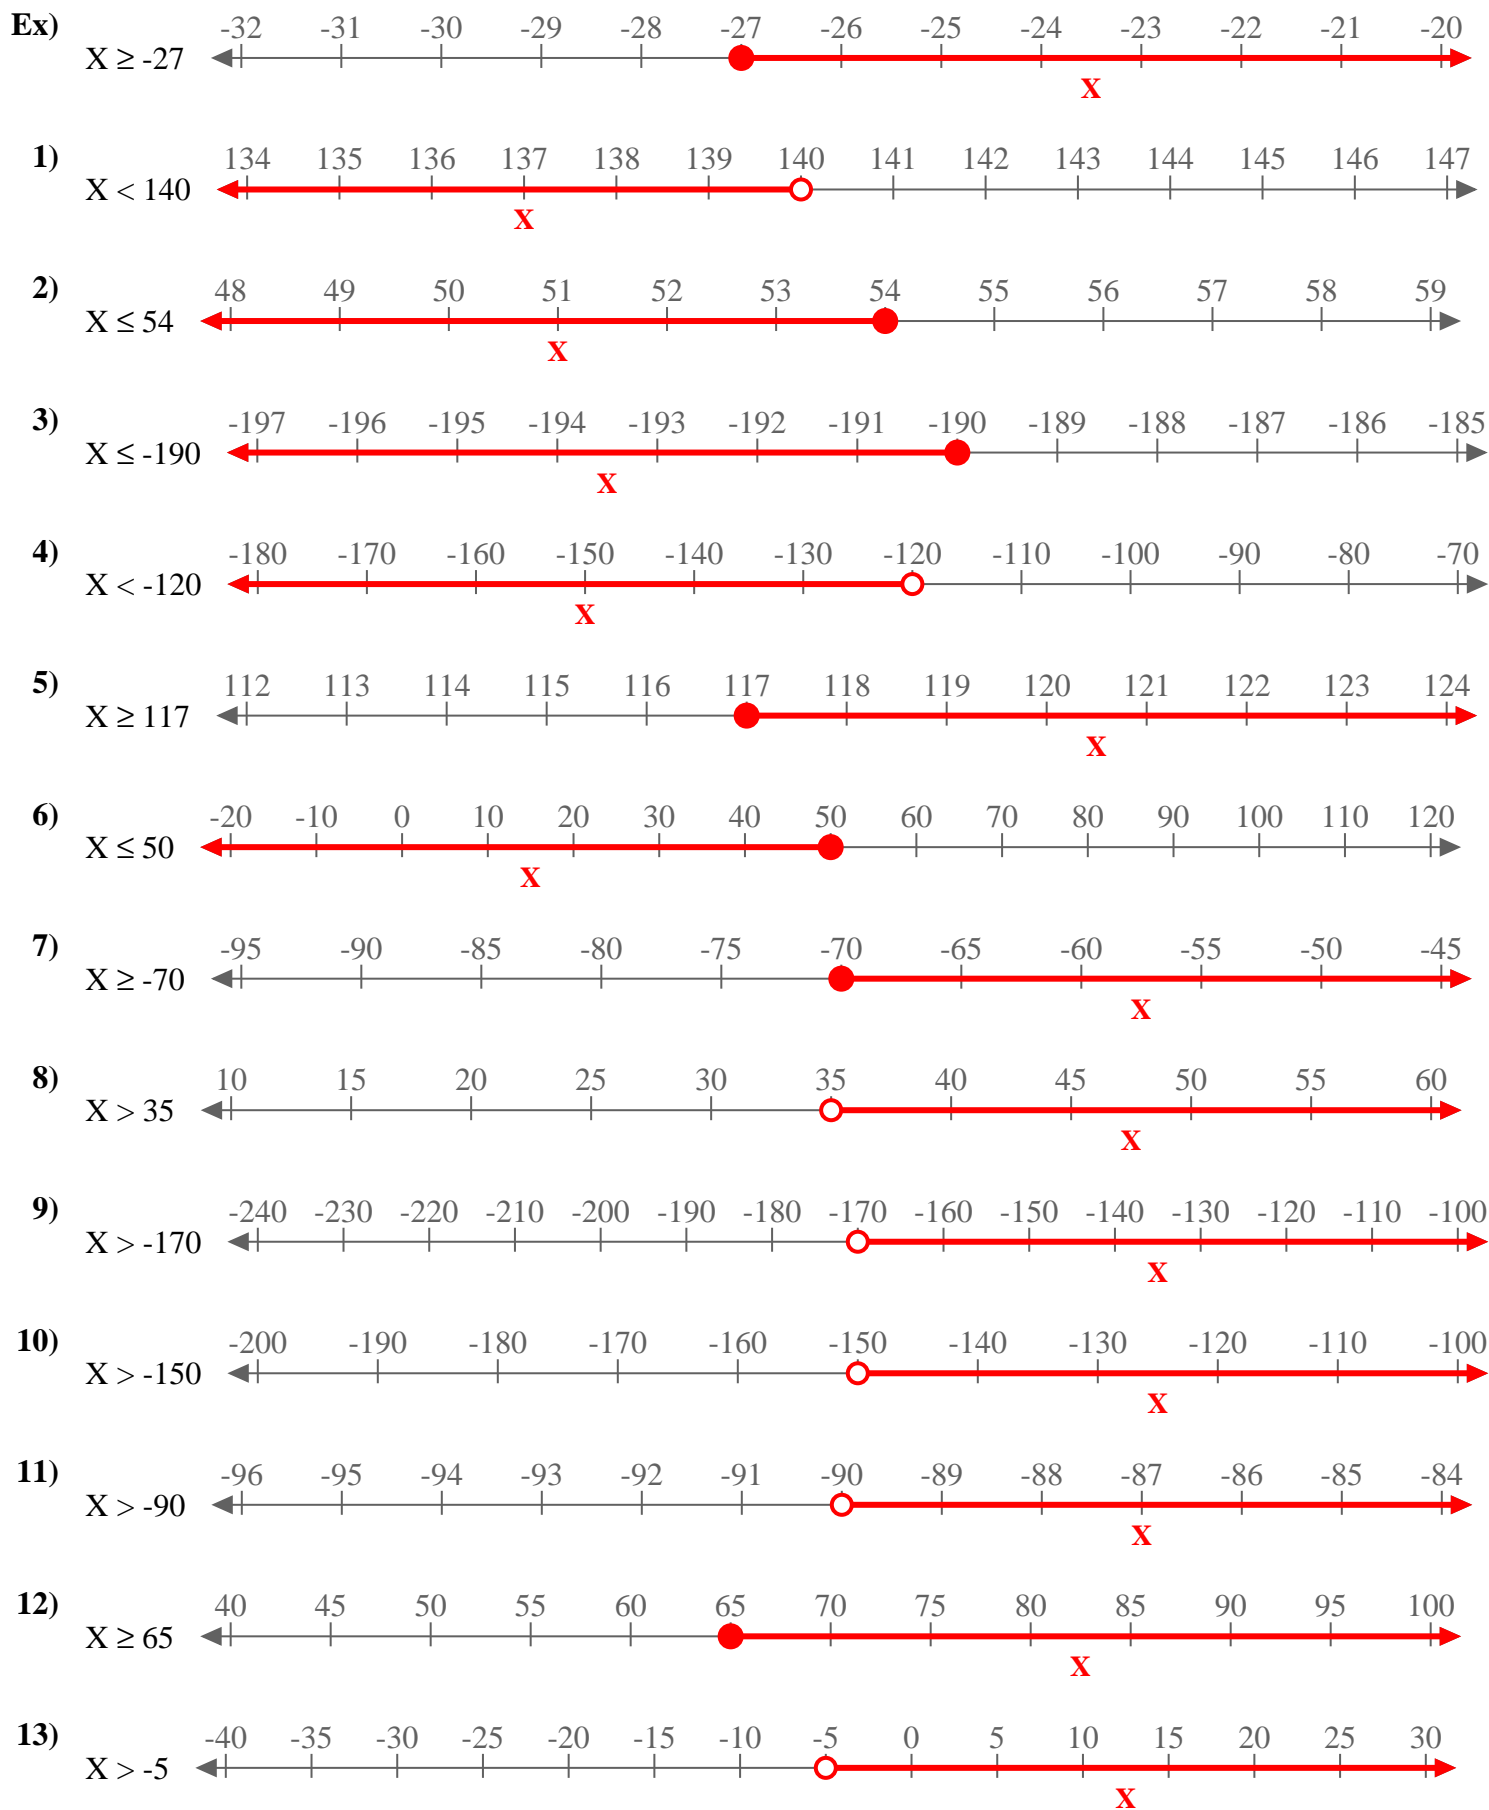 Ex) -32 -31 -30 -29 -28 -27 -26 -25 -24 -23 -22 -21 -20
X ≥ -27
X
1) 134 135 136 137 138 139 140 141 142 143 144 145 146 147
X < 140
X
2) 48 49 50 51 52 53 54 55 56 57 58 59
X ≤ 54
X
3) -197 -196 -195 -194 -193 -192 -191 -190 -189 -188 -187 -186 -185
X ≤ -190
X
4) -180 -170 -160 -150 -140 -130 -120 -110 -100 -90 -80 -70
X < -120
X
5) 112 113 114 115 116 117 118 119 120 121 122 123 124
X ≥ 117
X
6) -20 -10 0 10 20 30 40 50 60 70 80 90 100 110 120
X ≤ 50
X
7) -95 -90 -85 -80 -75 -70 -65 -60 -55 -50 -45
X ≥ -70
X
8) 10 15 20 25 30 35 40 45 50 55 60
X > 35
X
9) -240 -230 -220 -210 -200 -190 -180 -170 -160 -150 -140 -130 -120 -110 -100
X > -170
X
10) -200 -190 -180 -170 -160 -150 -140 -130 -120 -110 -100
X > -150
X
11) -96 -95 -94 -93 -92 -91 -90 -89 -88 -87 -86 -85 -84
X > -90
X
12) 40 45 50 55 60 65 70 75 80 85 90 95 100
X ≥ 65
X
13) -40 -35 -30 -25 -20 -15 -10 -5 0 5 10 15 20 25 30
X > -5
X